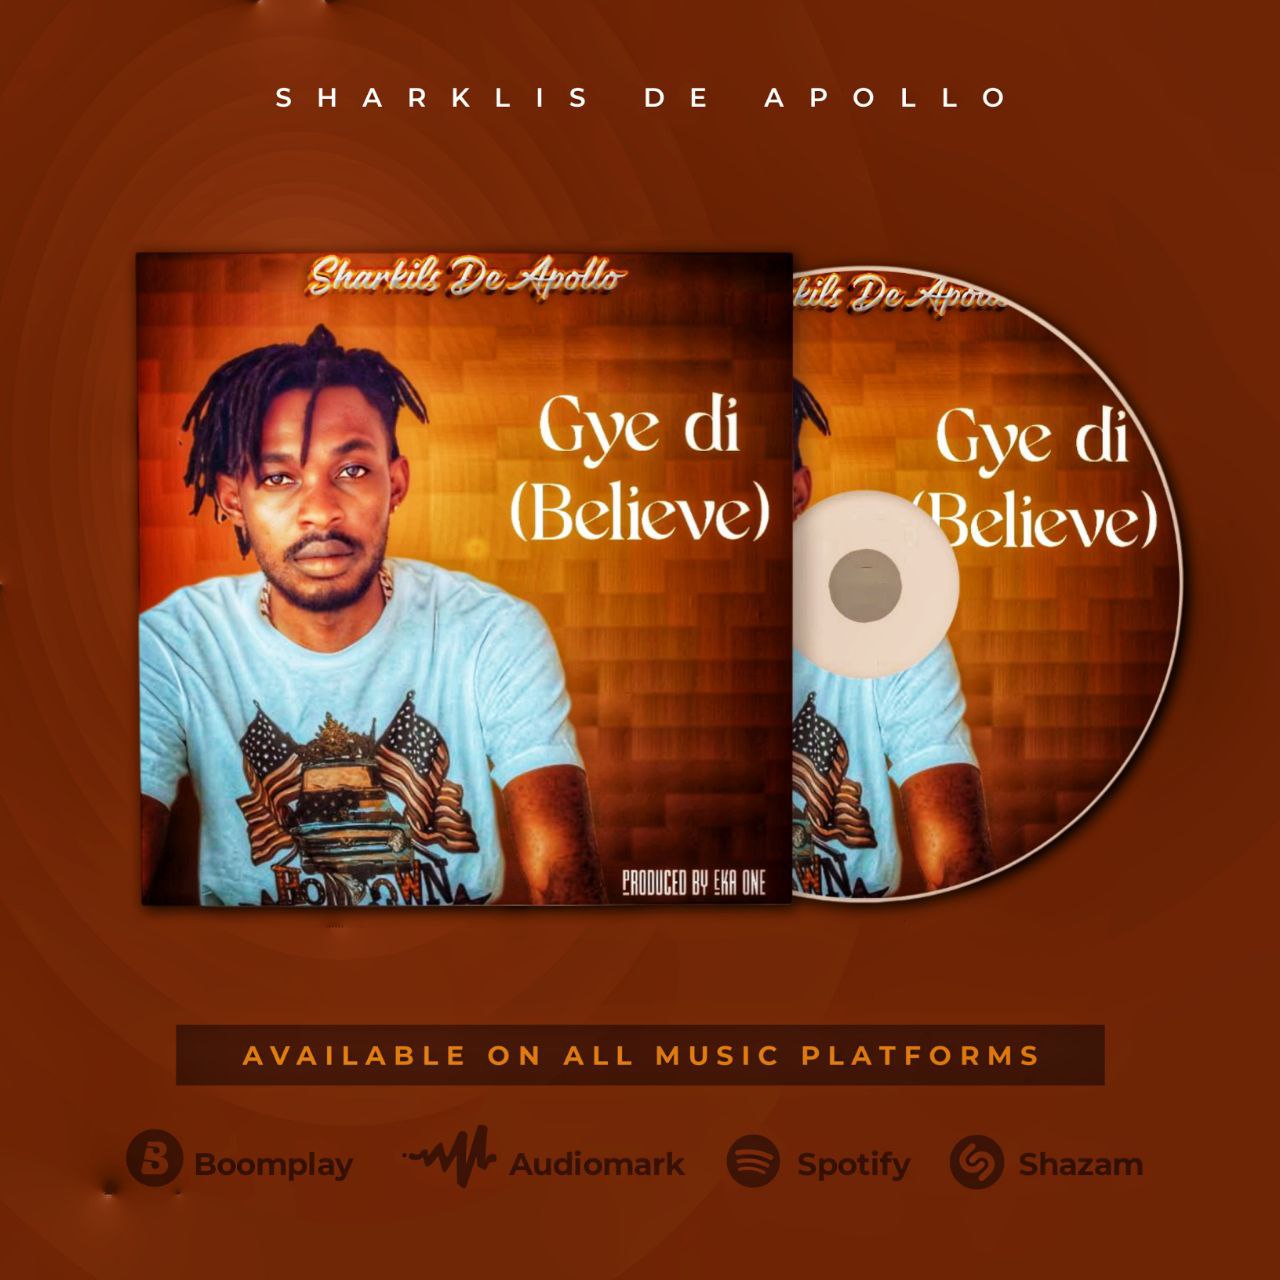 SHARKLIS DE APOLLO
Sharkils De Apollo
Gye di
(Believe)
PRODUCED BY EKA ONE
kils De Apollo
Gye di
(Believe)
AVAILABLE ON ALL MUSIC PLATFORMS
Boomplay
Audiomark
Spotify
Shazam